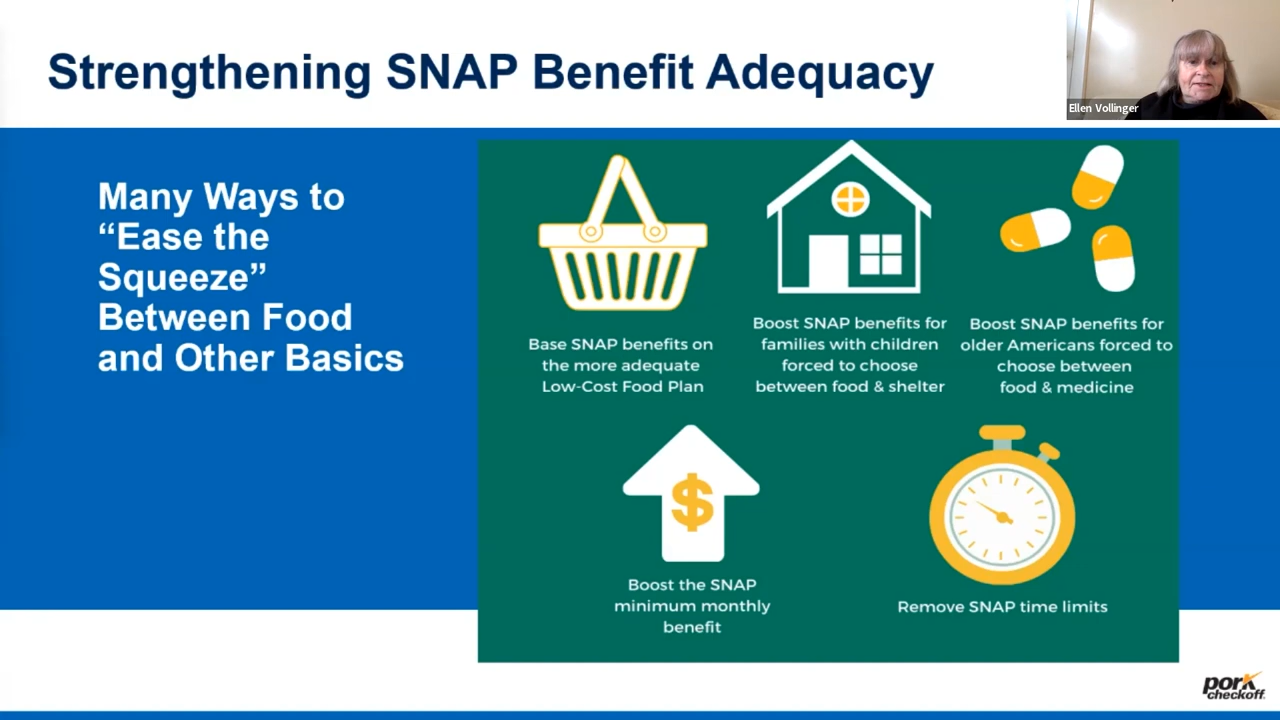 Strengthening SNAP Benefit Adequacy
Ellen Vollinger
Many Ways to
“Ease the
Squeeze”
Between Food
and Other Basics
Base SNAP benefits on
the more adequate
Low-Cost Food Plan
Boost SNAP benefits for
families with children
forced to choose
between food & shelter
Boost SNAP benefits for
older Americans forced to
choose between
food & medicine
$
Boost the SNAP
minimum monthly
benefit
Remove SNAP time limits
pork
checkoff